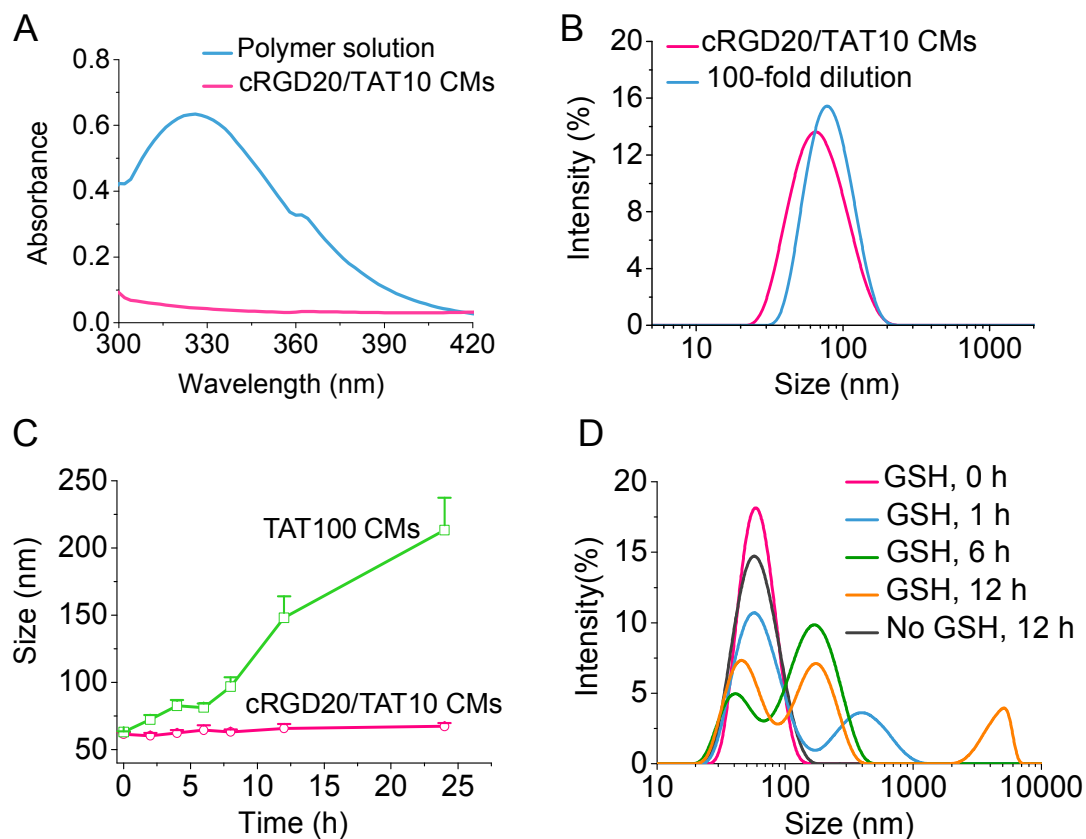 A
Polymer solution
cRGD20/TAT10 CMs
0.8
0.6
0.4
0.2
0.0
300
330
360
390
420
Absorbance
Wavelength (nm)
B
cRGD20/TAT10 CMs
100-fold dilution
20
16
12
8
4
0
10
100
1000
Intensity (%)
Size (nm)
C
250
200
150
100
50
0
5
10
15
20
25
TAT100 CMs
cRGD20/TAT10 CMs
Size (nm)
Time (h)
D
GSH, 0 h
GSH, 1 h
GSH, 6 h
GSH, 12 h
No GSH, 12 h
20
15
10
5
0
10
100
1000
10000
Intensity(%)
Size (nm)